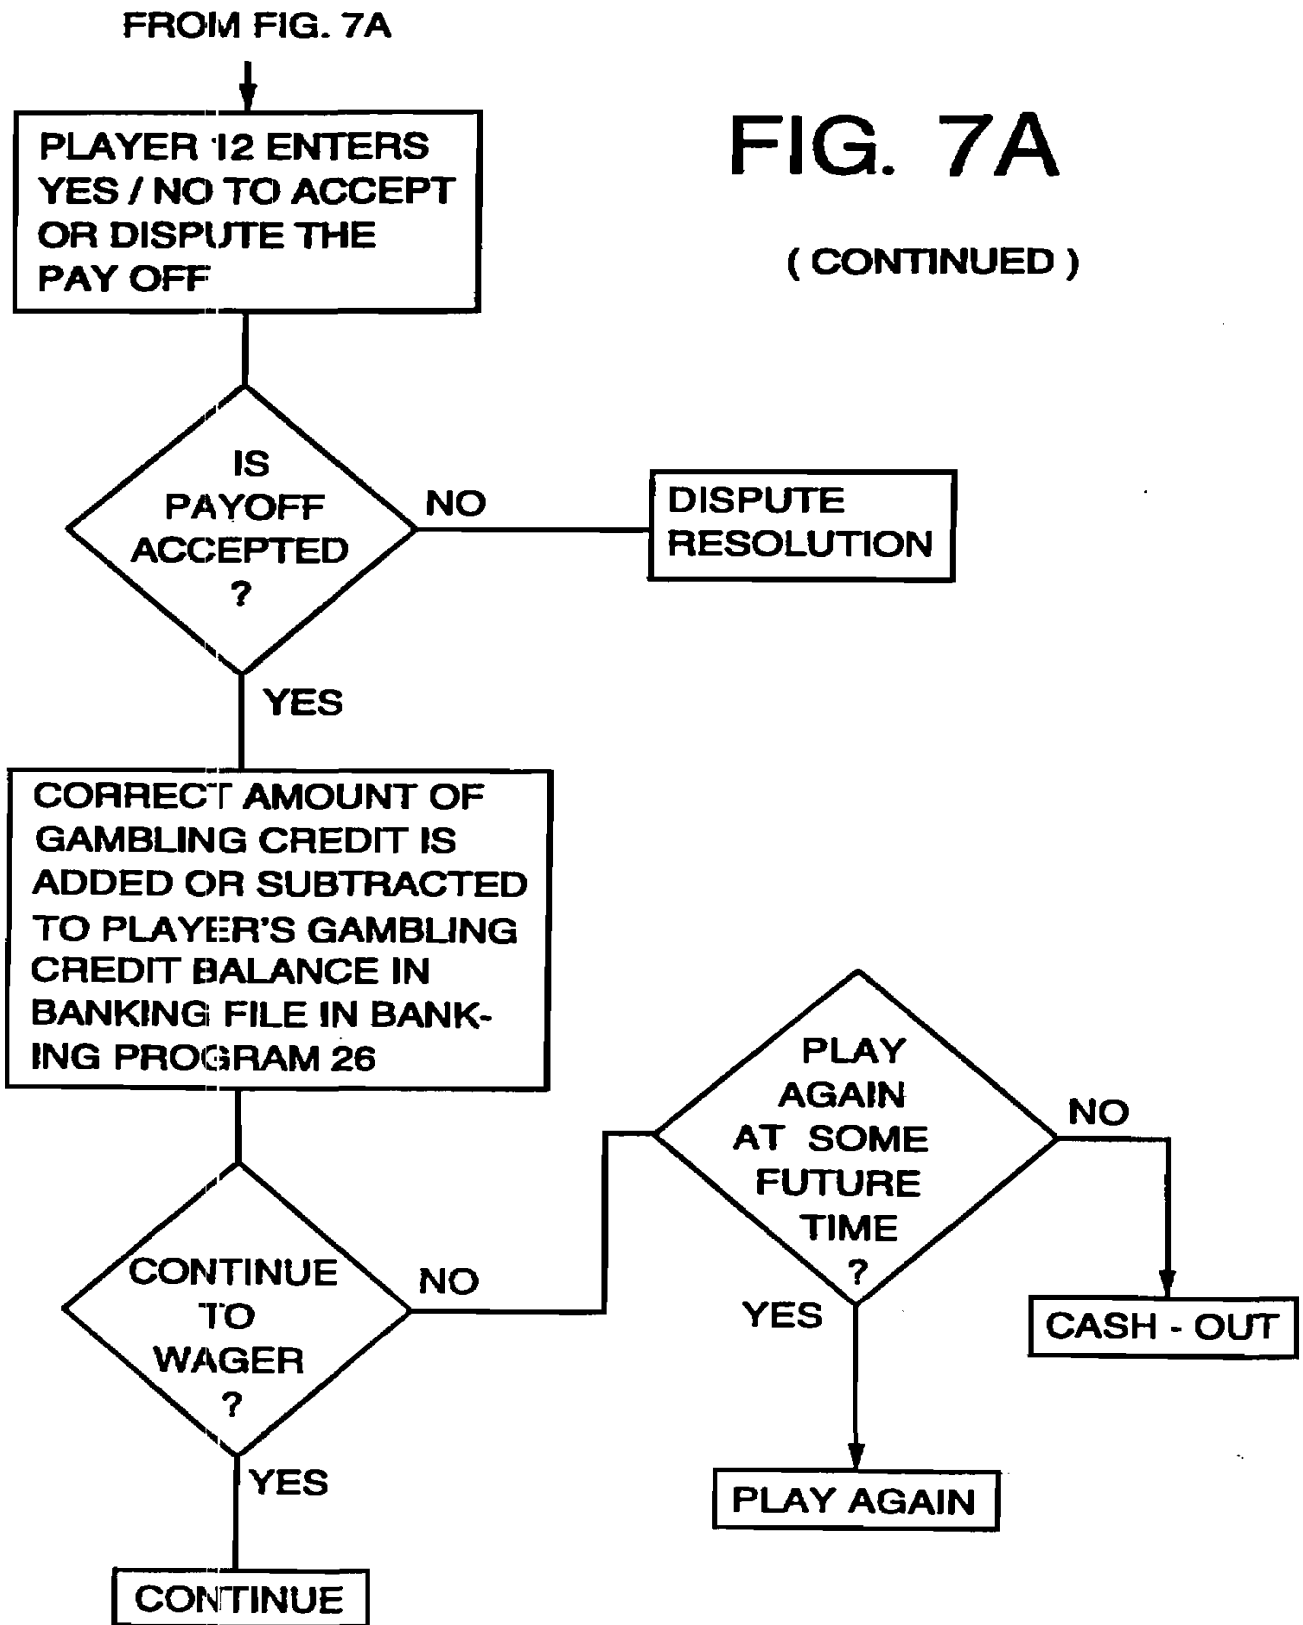 FROM FIG. 7A
FIG. 7A
( CONTINUED )
PLAYER 12 ENTERS
YES / NO TO ACCEPT
OR DISPUTE THE
PAY OFF
IS
PAYOFF
ACCEPTED
?
NO
DISPUTE
RESOLUTION
YES
CORRECT AMOUNT OF
GAMBLING CREDIT IS
ADDED OR SUBTRACTED
TO PLAYER'S GAMBLING
CREDIT BALANCE IN
BANKING FILE IN BANK-
ING PROGRAM 26
CONTINUE
TO
WAGER
?
NO
PLAY
AGAIN
AT SOME
FUTURE
TIME
?
NO
CASH - OUT
YES
PLAY AGAIN
YES
CONTINUE